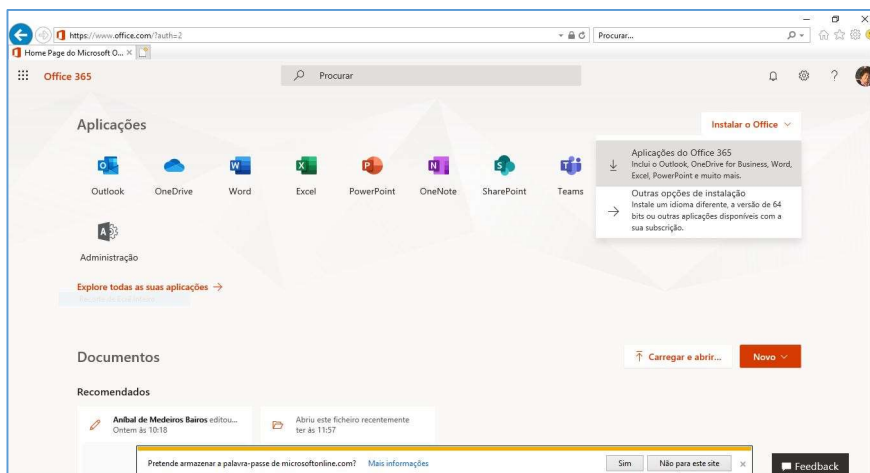 https://www.office.com/?auth=2
Procurar...
Home Page do Microsoft O...
Office 365
Procurar
Aplicações
Instalar o Office
Aplicações do Office 365
Inclui o Outlook, OneDrive for Business, Word,
Excel, PowerPoint e muito mais.
Outras opções de instalação
Instale um idioma diferente, a versão de 64
bits ou outras aplicações disponíveis com a
sua subscrição.
Outlook
OneDrive
Word
Excel
PowerPoint
OneNote
SharePoint
Teams
Administração
Explore todas as suas aplicações
Documentos
Carregar e abrir...
Novo
Recomendados
Aníbal de Medeiros Bairos editou...
Ontem às 10:18
Abriu este ficheiro recentemente
ter às 11:57
Pretende armazenar a palavra-passe de microsoftonline.com? Mais informações
Sim
Não para este site
Feedback